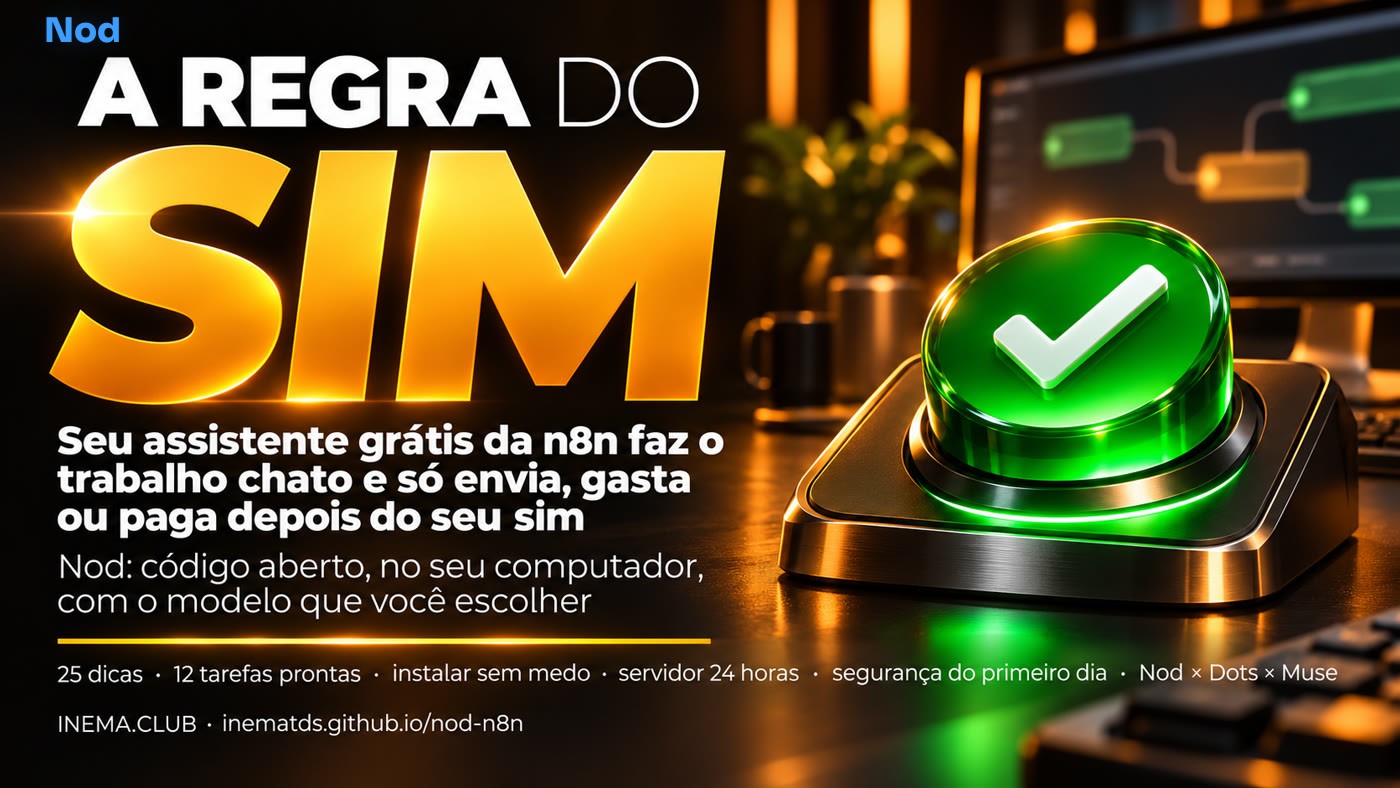 Nod
A REGRA DO
SIM
Seu assistente grátis da n8n faz o
trabalho chato e só envia, gasta
ou paga depois do seu sim
Nod: código aberto, no seu computador,
com o modelo que você escolher
25 dicas · 12 tarefas prontas · instalar sem medo · servidor 24 horas · segurança do primeiro dia · Nod × Dots × Muse
INEMA.CLUB · inematds.github.io/nod-n8n